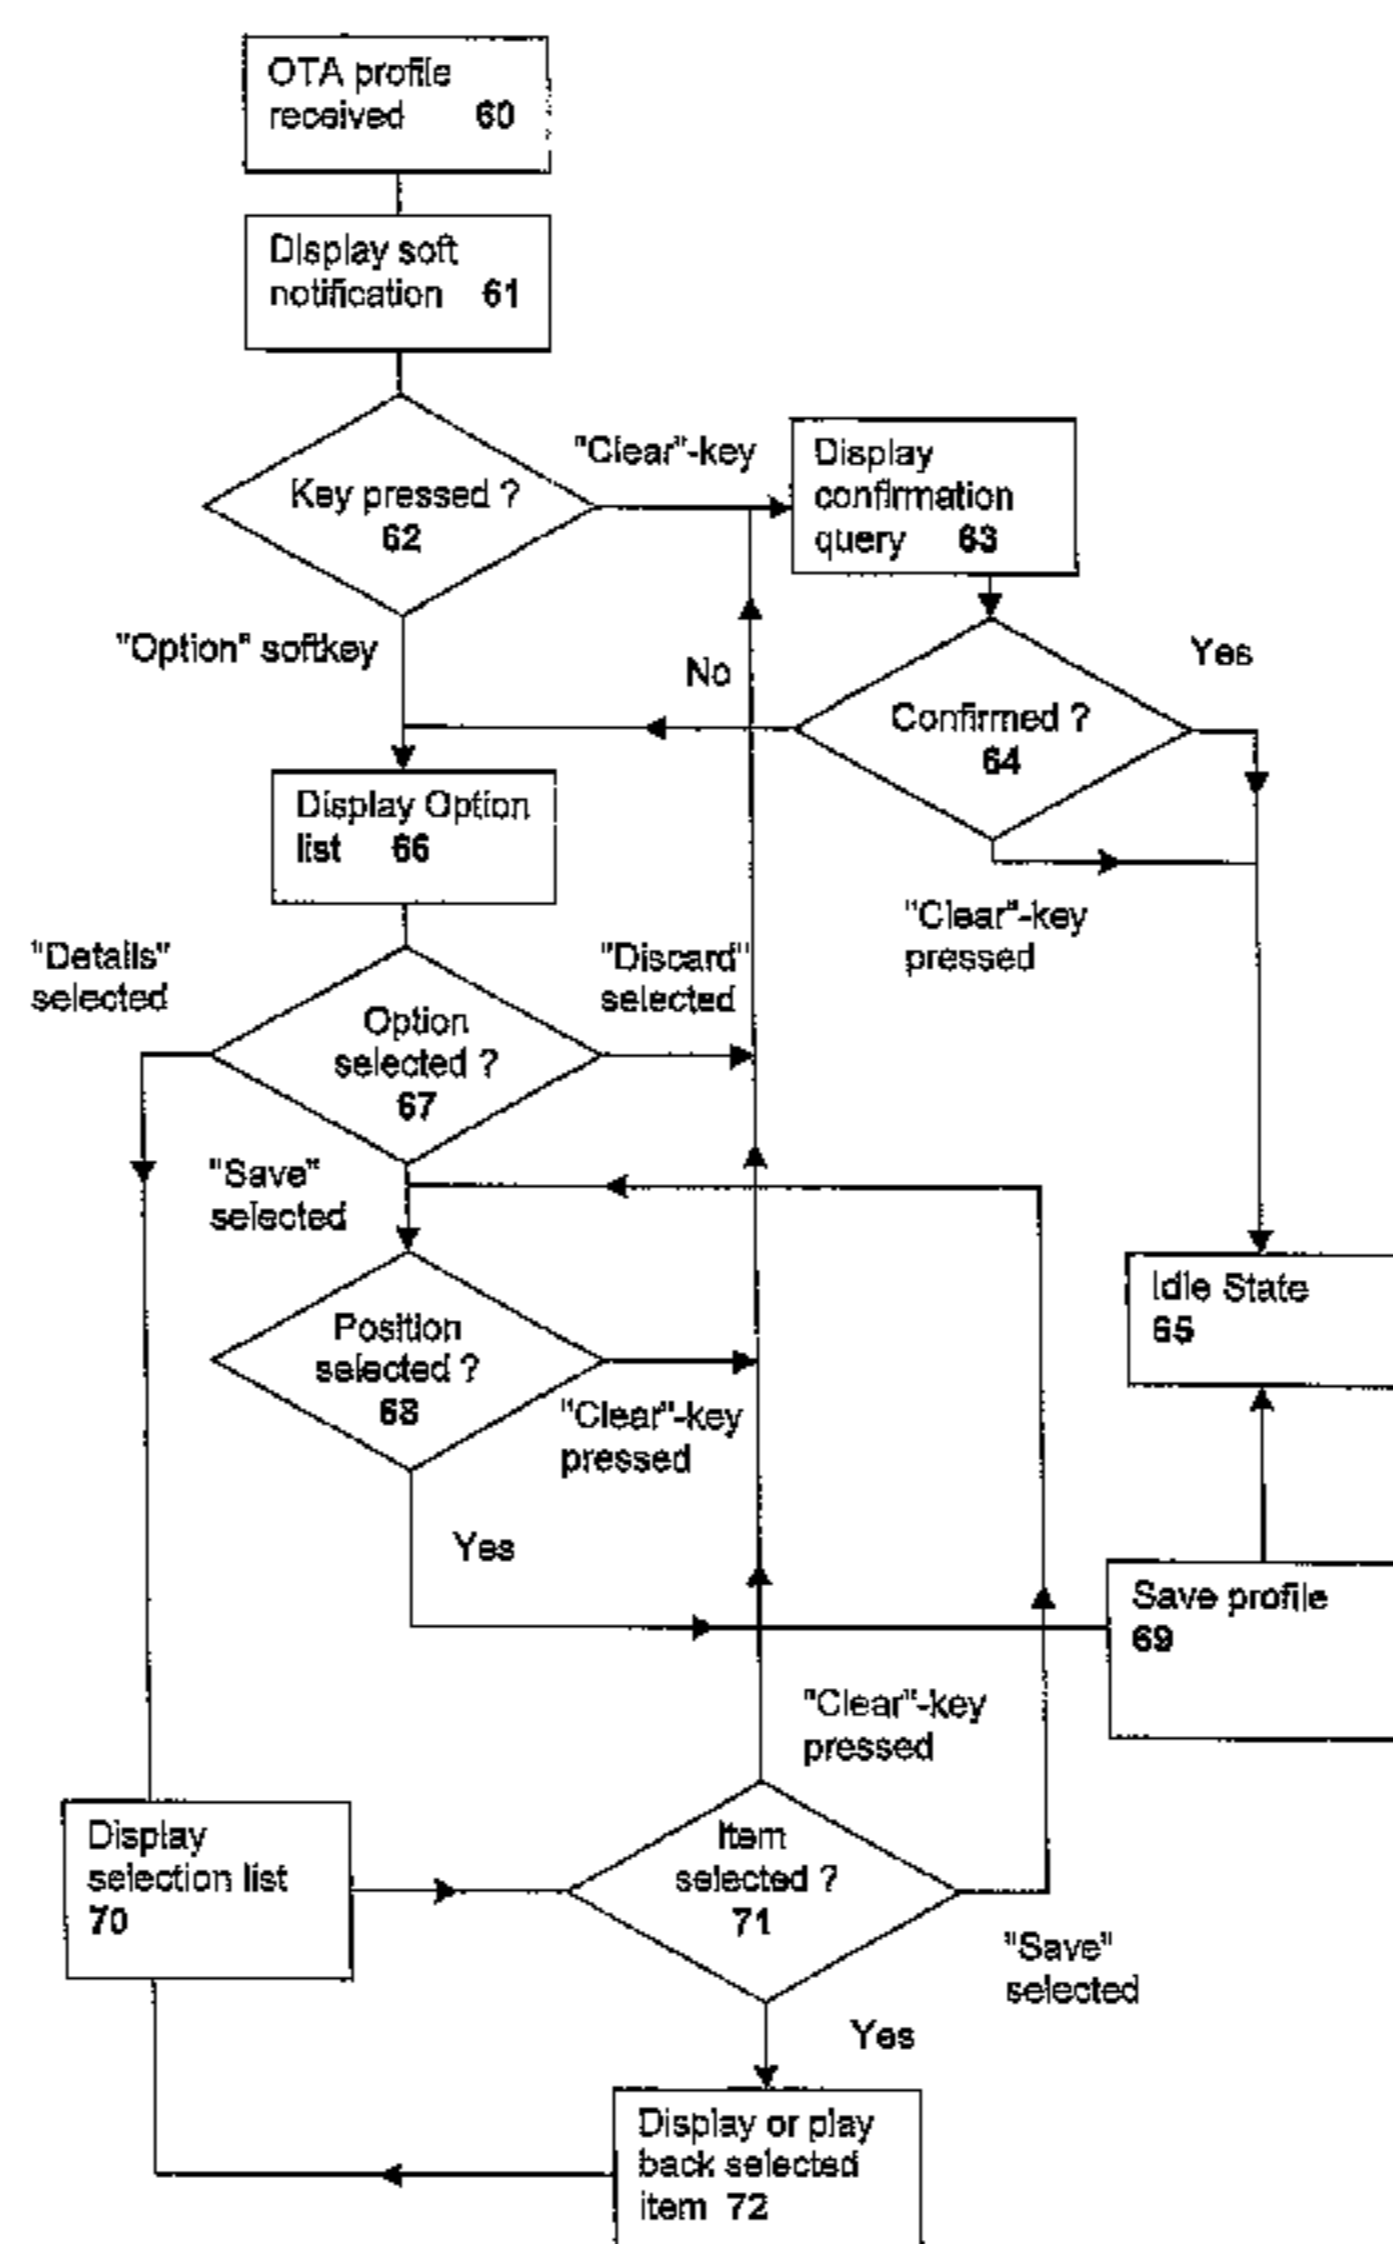 OTA profile
received 60
Display soft
notification 61
Key pressed ?
62
"Clear"-key
Display
confirmation
query 63
"Option" softkey
No
Yes
Confirmed ?
64
Display Option
list 66
"Clear"-key
pressed
"Details"
selected
"Discard"
selected
Option
selected ?
67
"Save"
selected
Idle State
65
Position
selected ?
68
"Clear"-key
pressed
Yes
Save profile
69
"Clear"-key
pressed
Display
selection list
70
Item
selected ?
71
"Save"
selected
Yes
Display or play
back selected
item 72